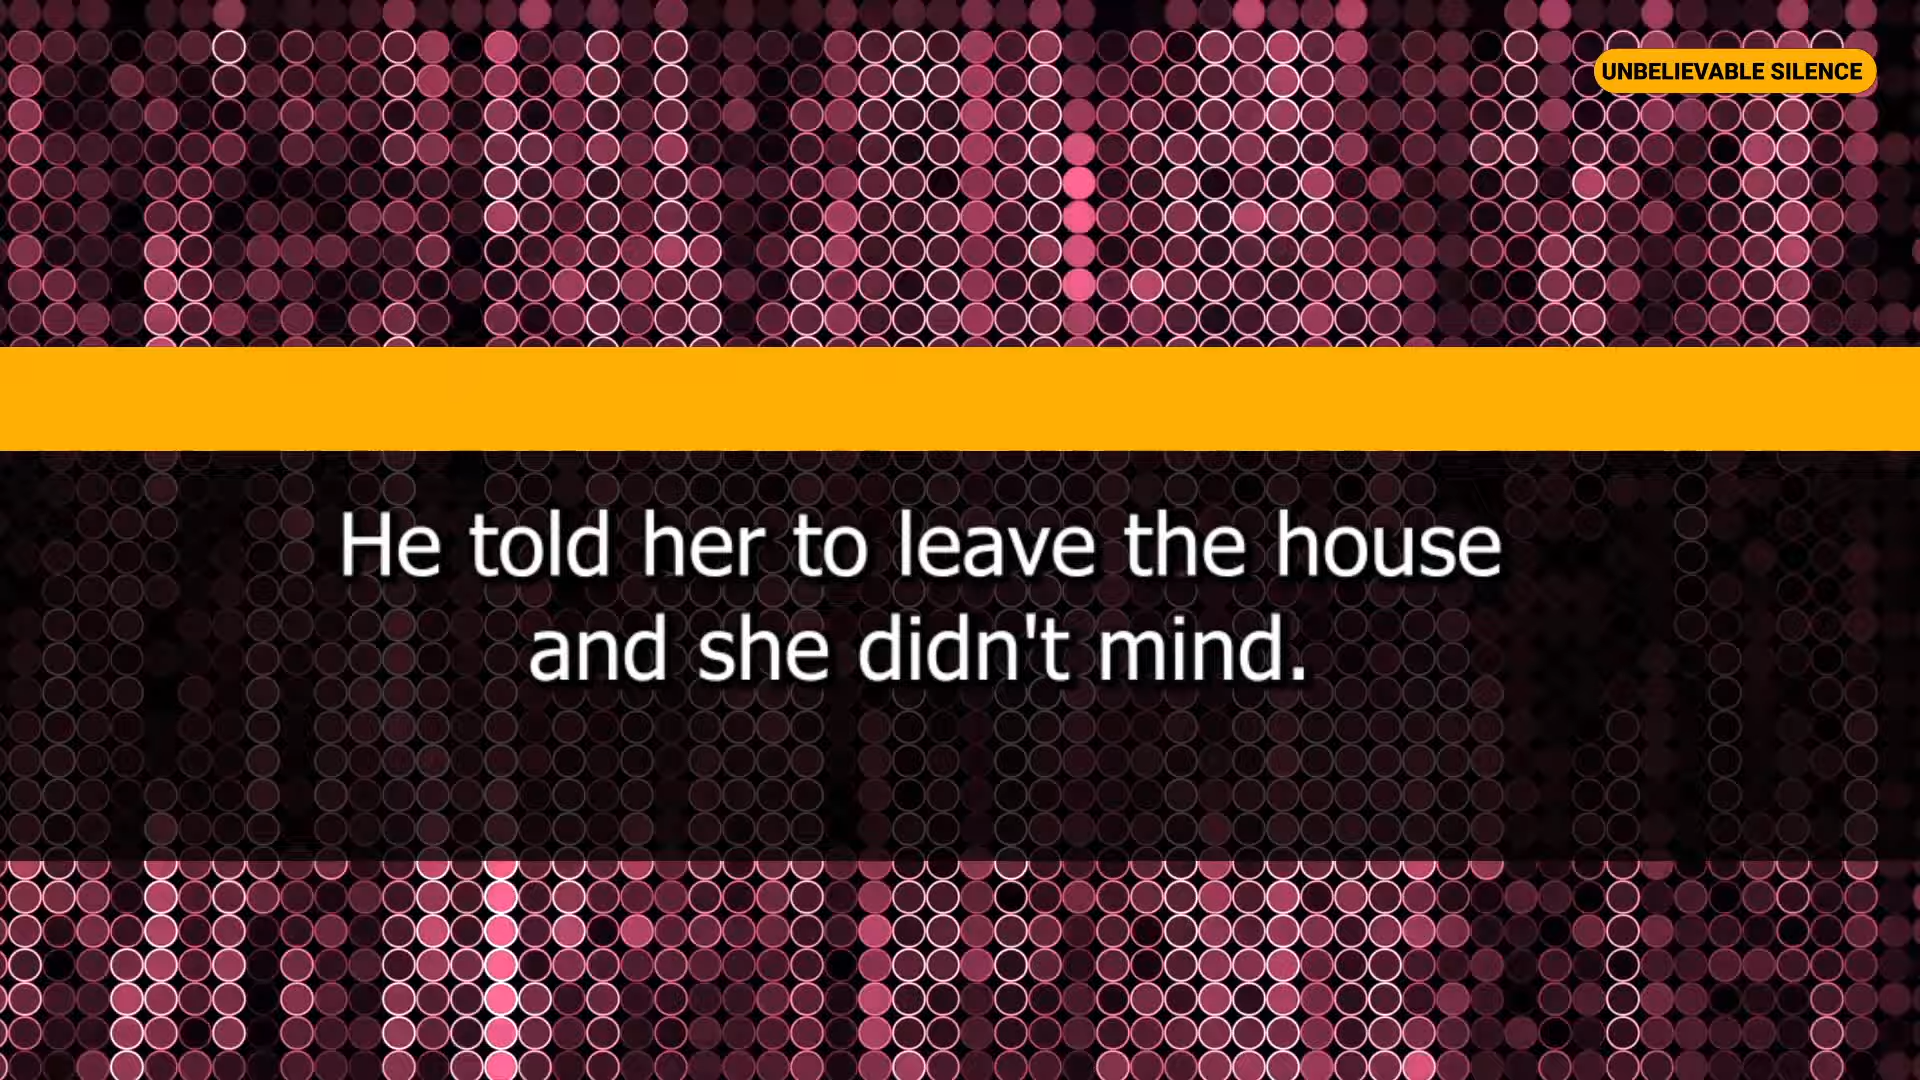 UNBELIEVABLE SILENCE
He told her to leave the house
and she didn't mind.